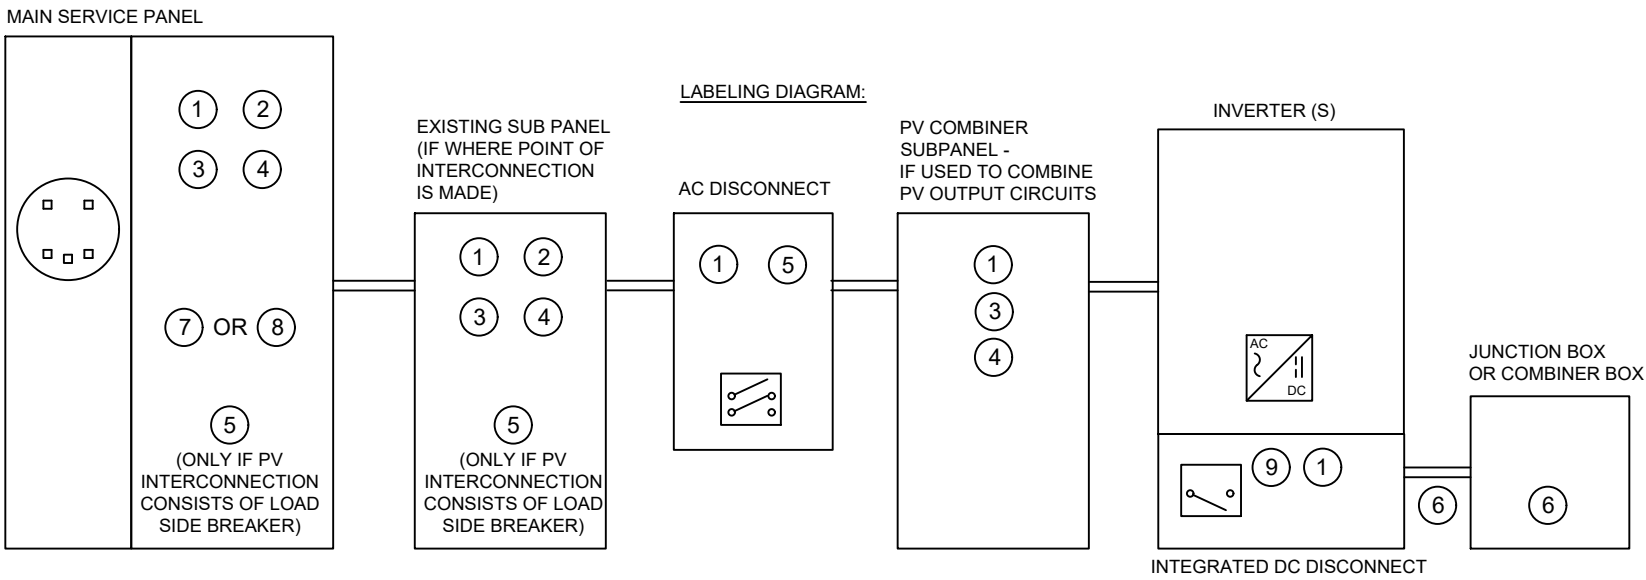 MAIN SERVICE PANEL
1 2
3 4
7 OR 8
5
(ONLY IF PV
INTERCONNECTION
CONSISTS OF LOAD
SIDE BREAKER)
EXISTING SUB PANEL
(IF WHERE POINT OF
INTERCONNECTION
IS MADE)
1 2
3 4
5
(ONLY IF PV
INTERCONNECTION
CONSISTS OF LOAD
SIDE BREAKER)
LABELING DIAGRAM:
AC DISCONNECT
1 5
PV COMBINER
SUBPANEL -
IF USED TO COMBINE
PV OUTPUT CIRCUITS
1
3
4
INVERTER (S)
AC
DC
9 1
INTEGRATED DC DISCONNECT
6
JUNCTION BOX
OR COMBINER BOX
6